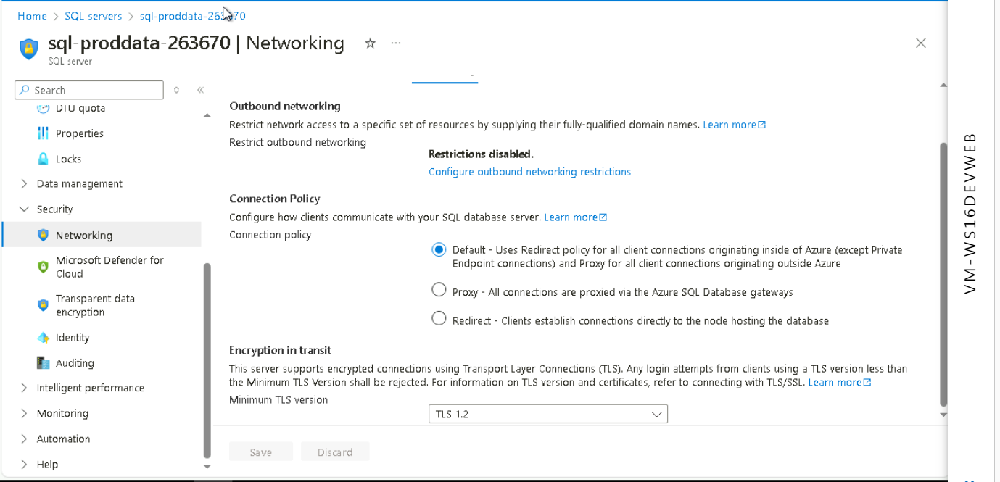 Home > SQL servers > sql-proddata-263670
sql-proddata-263670 | Networking
SQL server
Search
DTU quota
Properties
Locks
Data management
Security
Networking
Microsoft Defender for
Cloud
Transparent data
encryption
Identity
Auditing
Intelligent performance
Monitoring
Automation
Help
Outbound networking
Restrict network access to a specific set of resources by supplying their fully-qualified domain names. Learn more
Restrict outbound networking
Restrictions disabled.
Configure outbound networking restrictions
Connection Policy
Configure how clients communicate with your SQL database server. Learn more
Connection policy
Default - Uses Redirect policy for all client connections originating inside of Azure (except Private
Endpoint connections) and Proxy for all client connections originating outside Azure
Proxy - All connections are proxied via the Azure SQL Database gateways
Redirect - Clients establish connections directly to the node hosting the database
Encryption in transit
This server supports encrypted connections using Transport Layer Connections (TLS). Any login attempts from clients using a TLS version less than
the Minimum TLS Version shall be rejected. For information on TLS version and certificates, refer to connecting with TLS/SSL. Learn more
Minimum TLS version
TLS 1.2
Save Discard
VM-WS16DEVWEB